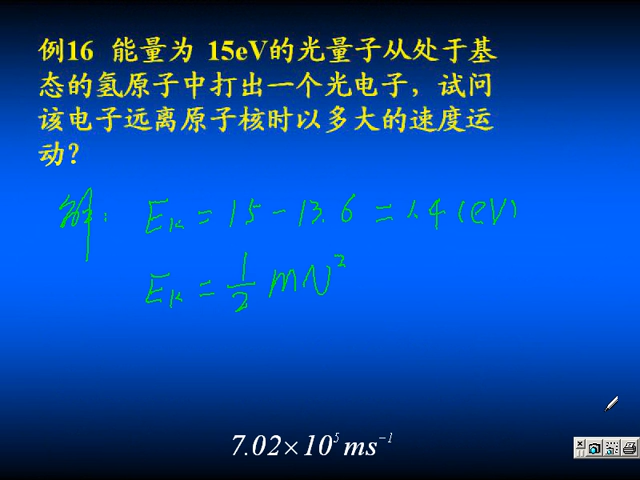 例16 能量为 15eV的光量子从处于基
态的氢原子中打出一个光电子，试问
该电子远离原子核时以多大的速度运
动？
解： Eₖ = 15 - 13.6 = 1.4 (eV)
Eₖ = 1/2 mv²
7.02×10⁵ ms⁻¹